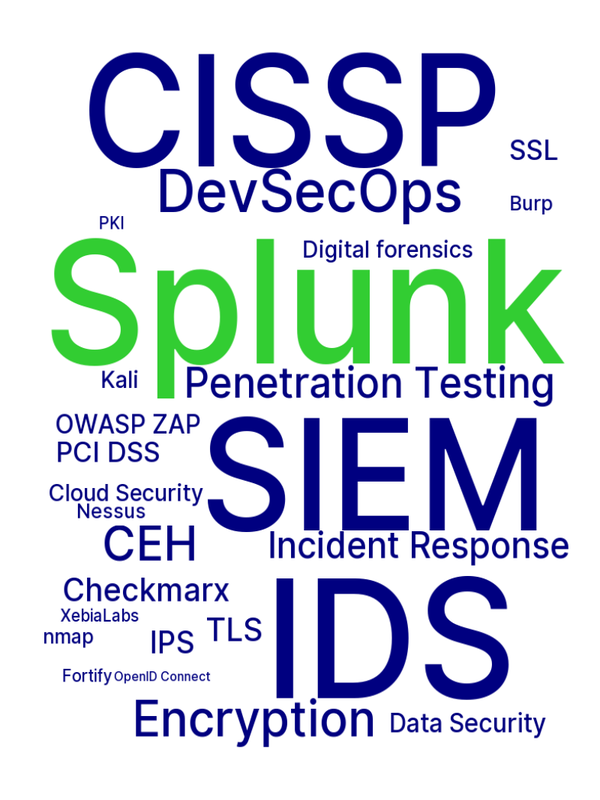 CISSP
SSL
DevSecOps
Burp
PKI
Digital forensics
Splunk
Kali
Penetration Testing
OWASP ZAP
PCI DSS
SIEM
Cloud Security
Nessus
CEH
Incident Response
Checkmarx
XebiaLabs
nmap
IPS
TLS
IDS
Fortify
OpenID Connect
Encryption
Data Security